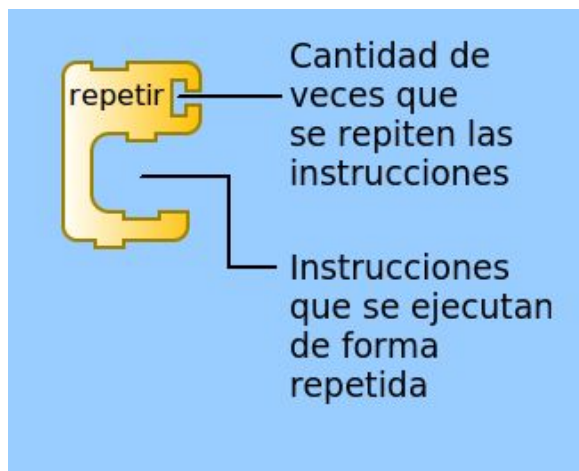 repetir
Cantidad de
veces que
se repiten las
instrucciones
Instrucciones
que se ejecutan
de forma
repetida